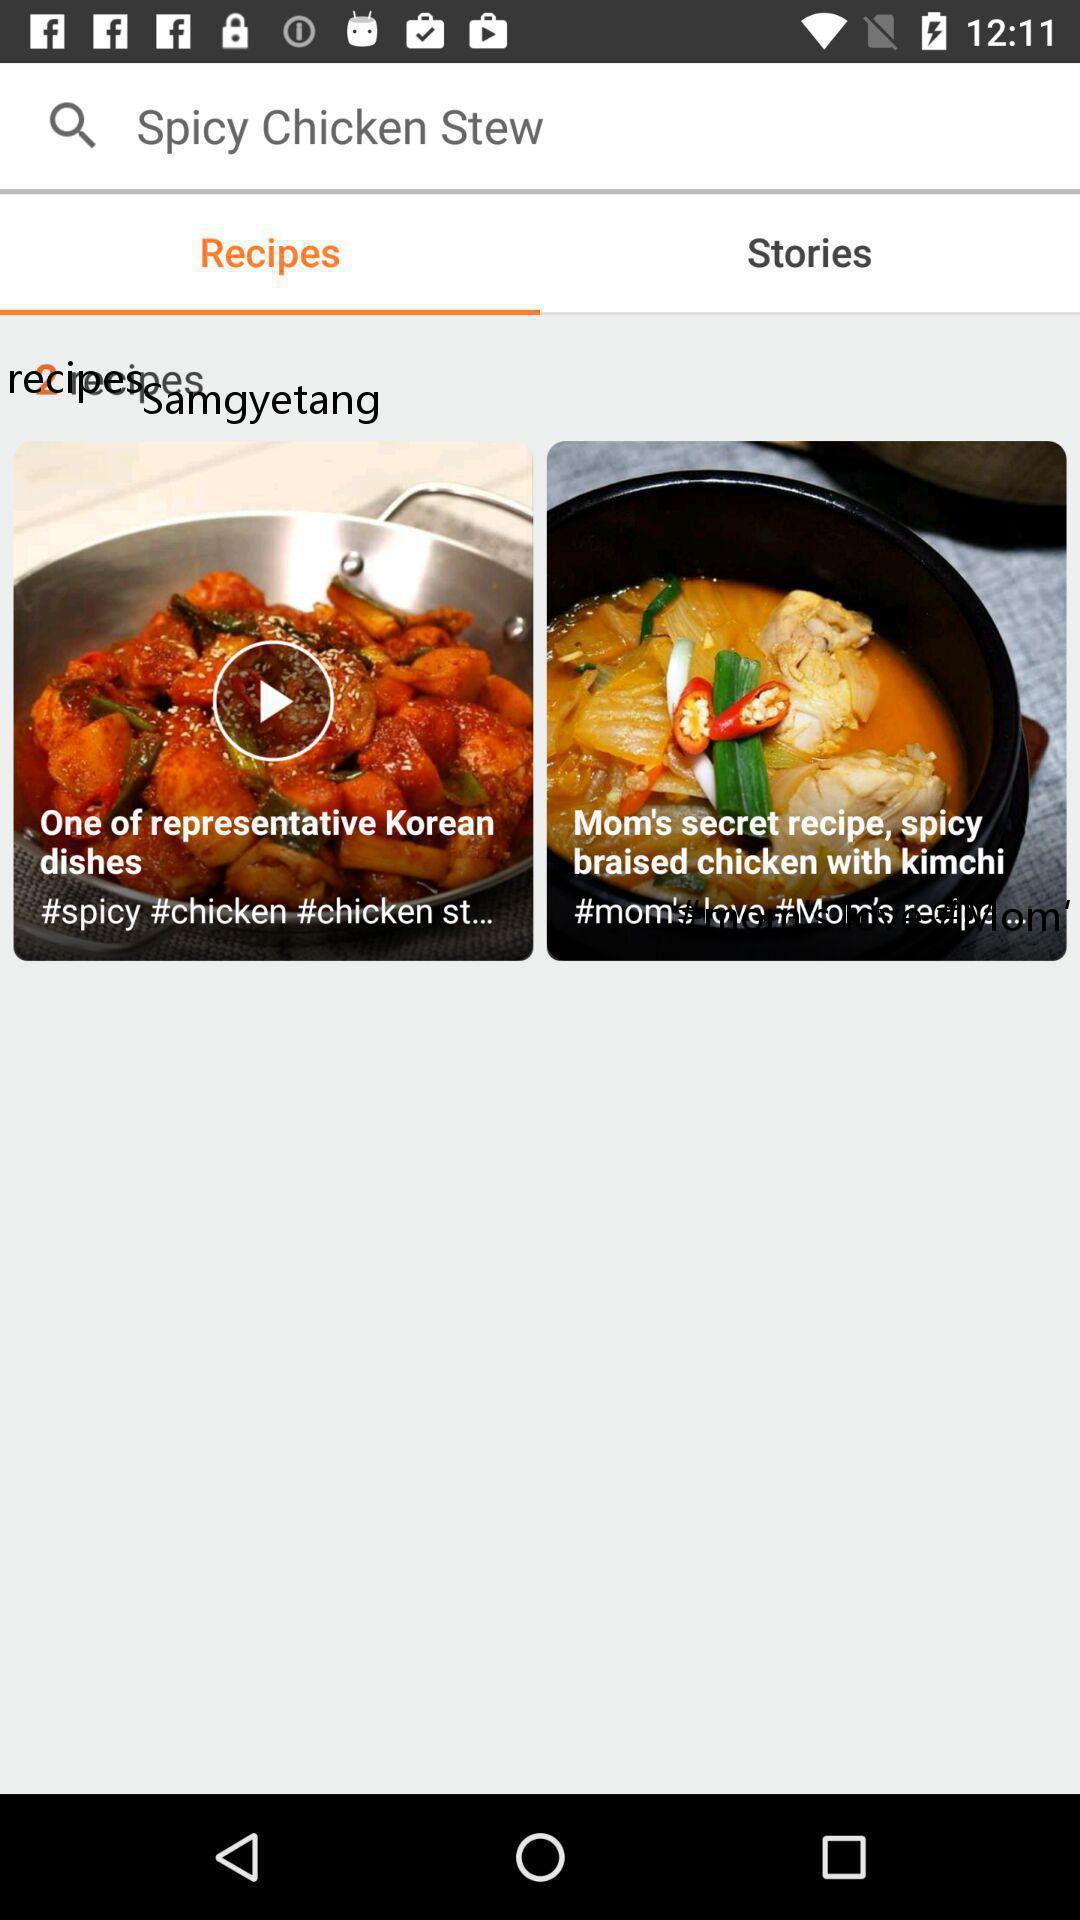 12:11
Spicy Chicken Stew
Recipes Stories
2 recipes
recipes
Samgyetang
One of representative Korean
dishes
#spicy #chicken #chicken st...
Mom's secret recipe, spicy
braised chicken with kimchi
#mom's love #Mom's recipe ...
#mom's love #Mom'